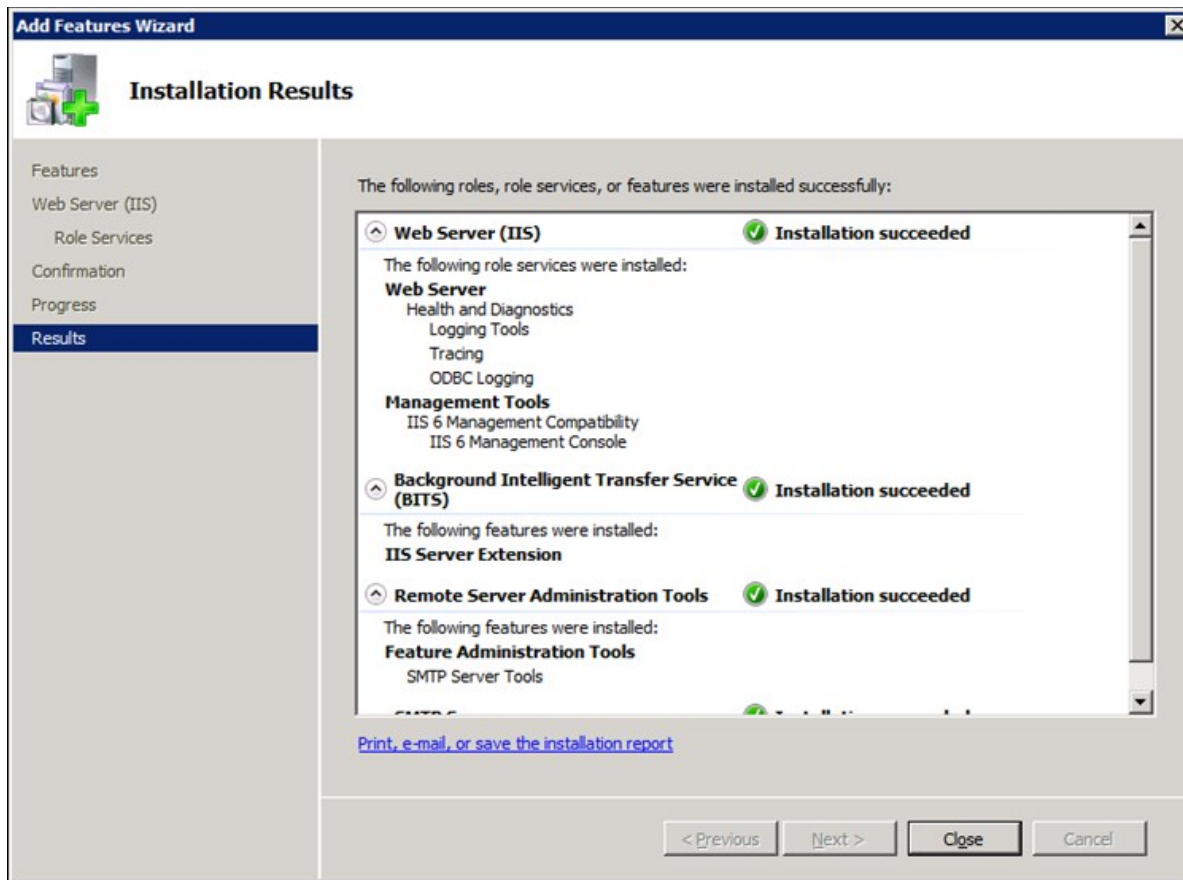 Add Features Wizard
Installation Results
Features
Web Server (IIS)
Role Services
Confirmation
Progress
Results
The following roles, role services, or features were installed successfully:
Web Server (IIS) Installation succeeded
The following role services were installed:
Web Server
Health and Diagnostics
Logging Tools
Tracing
ODBC Logging
Management Tools
IIS 6 Management Compatibility
IIS 6 Management Console
Background Intelligent Transfer Service
(BITS) Installation succeeded
The following features were installed:
IIS Server Extension
Remote Server Administration Tools Installation succeeded
The following features were installed:
Feature Administration Tools
SMTP Server Tools
Print, e-mail, or save the installation report
< Previous Next > Close Cancel